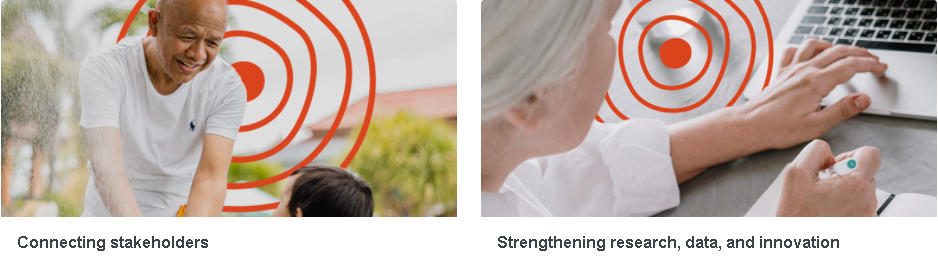 Connecting stakeholders
Strengthening research, data, and innovation